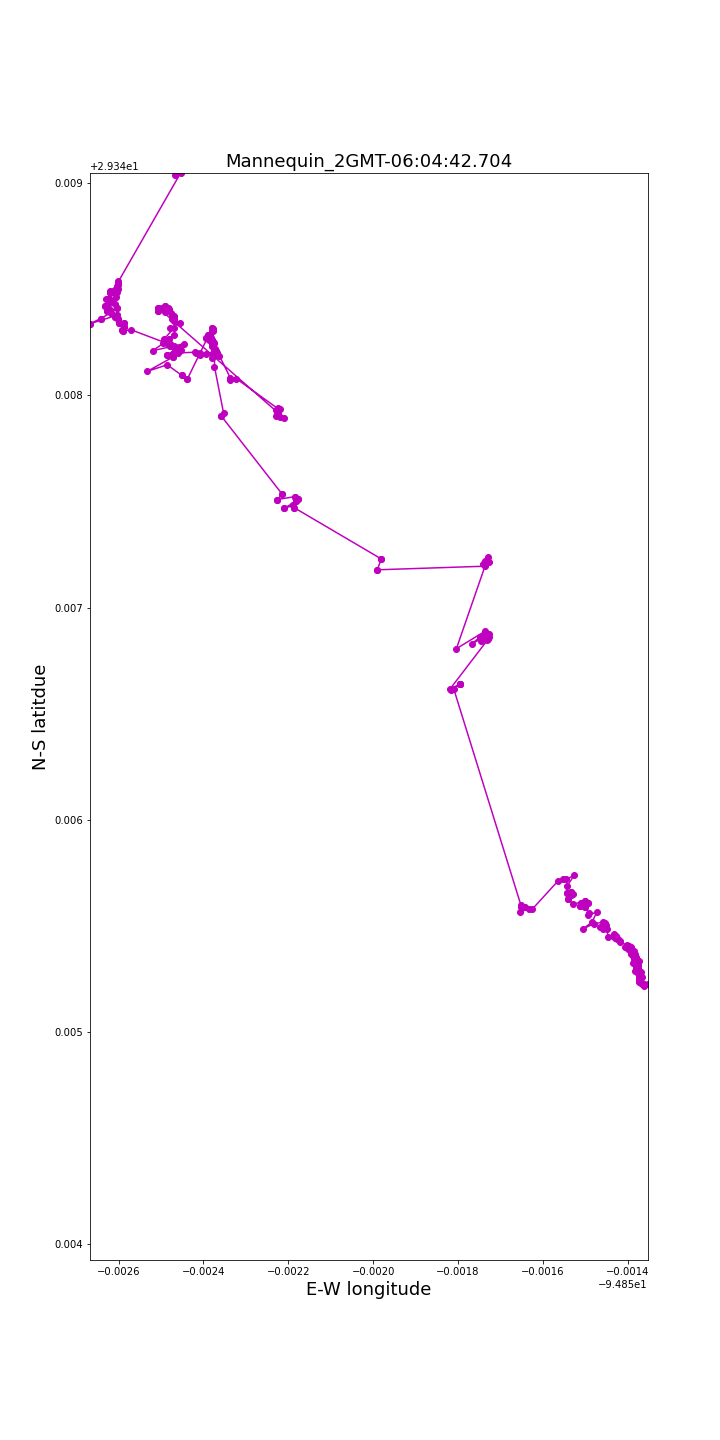 Mannequin_2GMT-06:04:42.704
+2.934e1
0.009
0.008
0.007
0.006
0.005
0.004
N-S latitdue
−0.0026 −0.0024 −0.0022 −0.0020 −0.0018 −0.0016 −0.0014
−9.485e1
E-W longitude